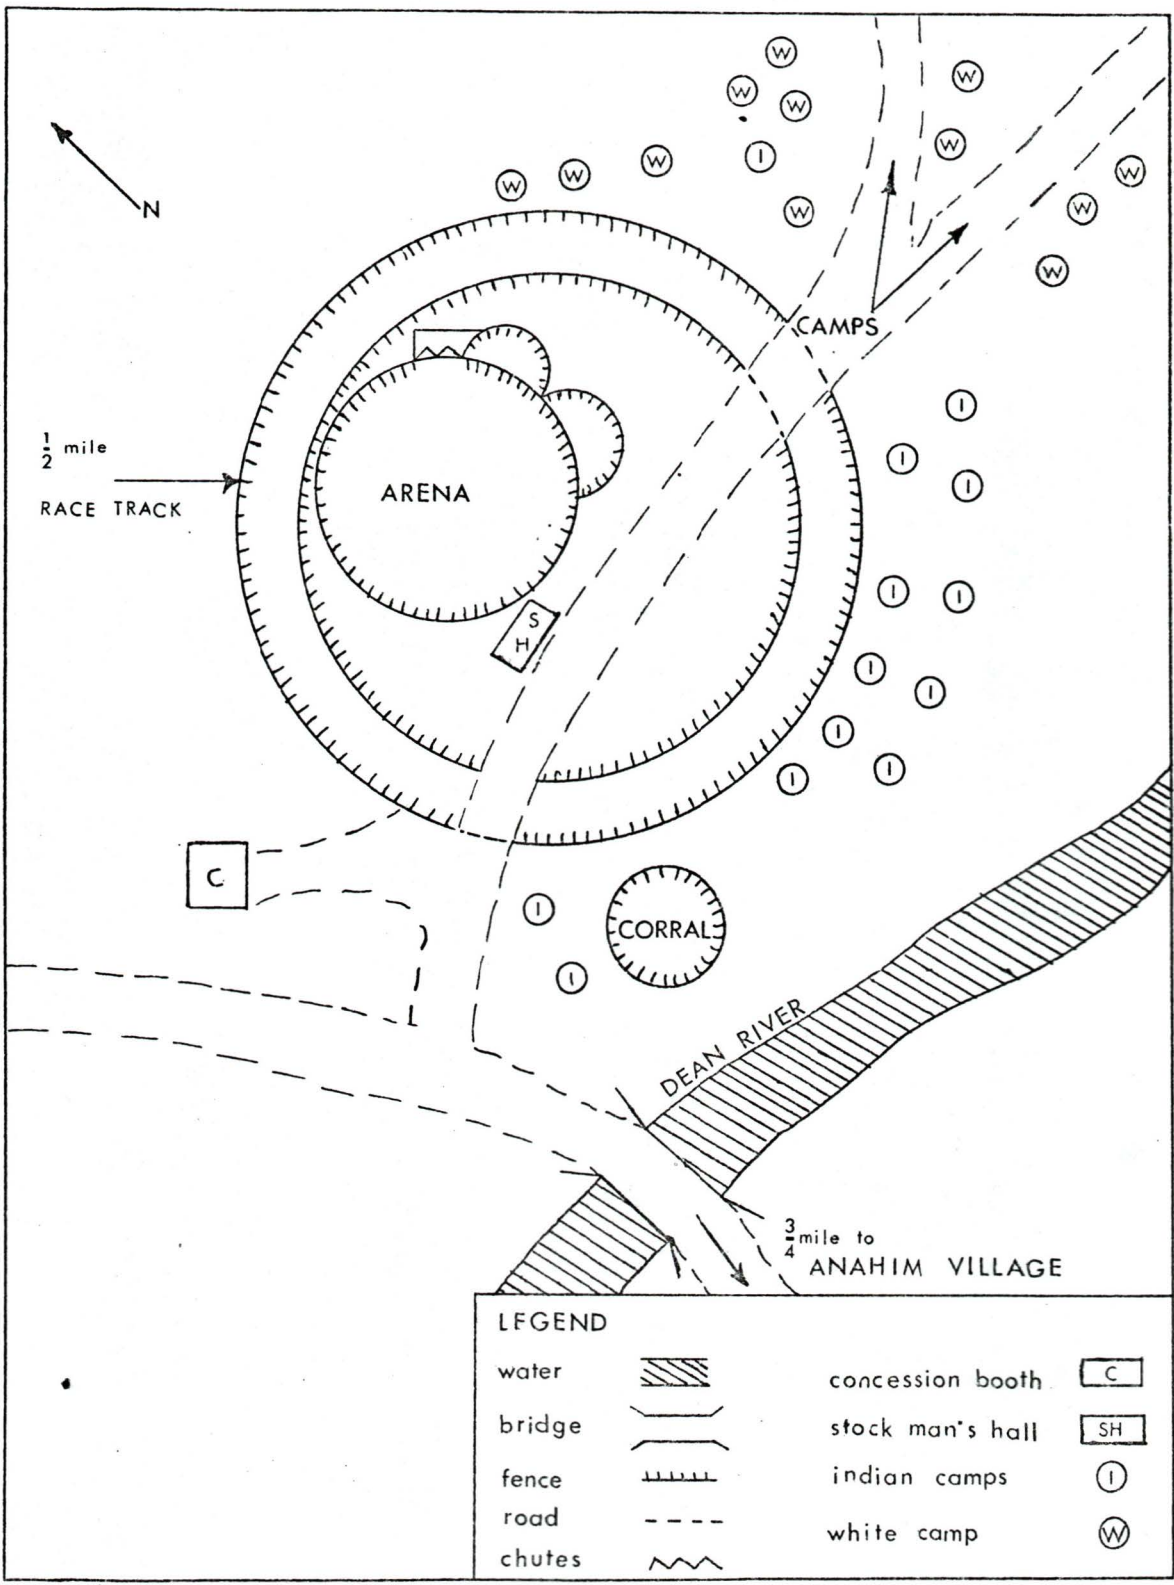 W
W
W
W
W
I
W
W
W
W
W
W
W
W
N
CAMPS
1/2 mile
RACE TRACK
ARENA
I
I
I
I
I
S
H
I
I
I
I
I
C
I
CORRAL
I
DEAN RIVER
3/4 mile to
ANAHIM VILLAGE
LEGEND
water
bridge
fence
road
chutes
concession booth C
stock man's hall SH
indian camps I
white camp W